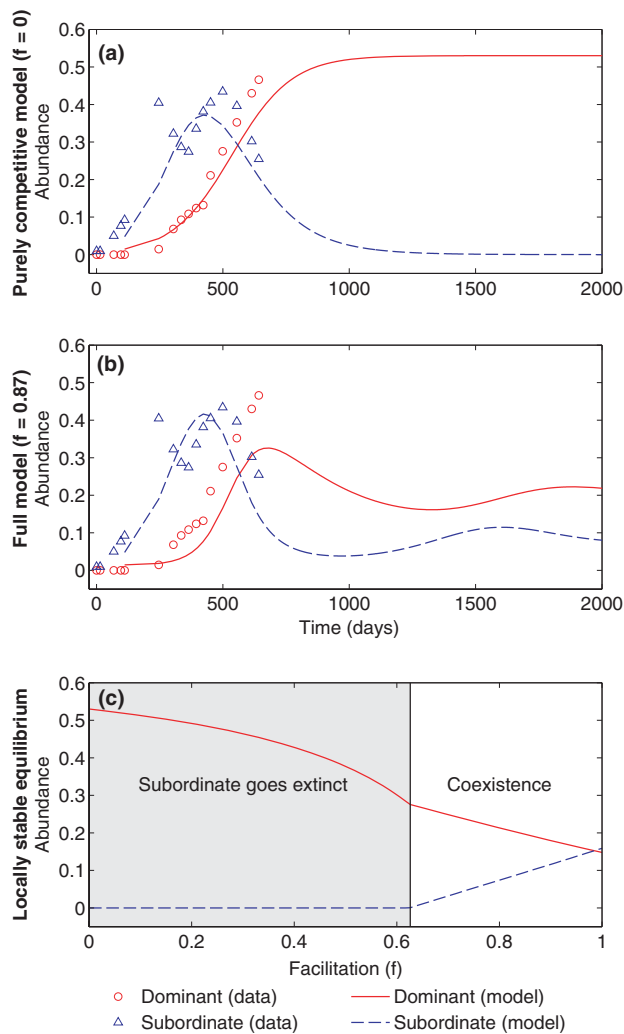 Purely competitive model (f = 0)
Abundance
(a)
0.6
0.5
0.4
0.3
0.2
0.1
0
0 500 1000 1500 2000
Full model (f = 0.87)
Abundance
(b)
0.6
0.5
0.4
0.3
0.2
0.1
0
0 500 1000 1500 2000
Time (days)
Locally stable equilibrium
Abundance
(c)
0.6
0.5
0.4
0.3
0.2
0.1
0
Subordinate goes extinct
Coexistence
0 0.2 0.4 0.6 0.8 1
Facilitation (f)
Dominant (data) Dominant (model)
Subordinate (data) Subordinate (model)